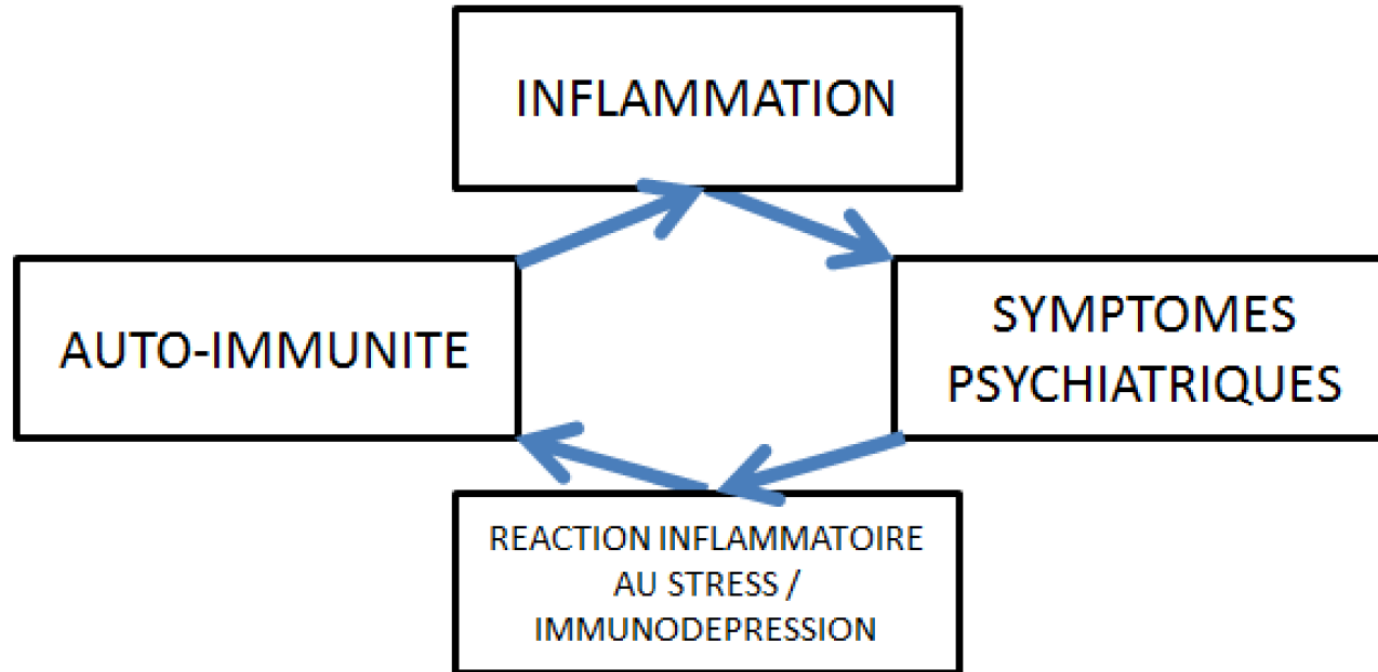 INFLAMMATION
AUTO-IMMUNITE
SYMPTOMES
PSYCHIATRIQUES
REACTION INFLAMMATOIRE
AU STRESS /
IMMUNODEPRESSION